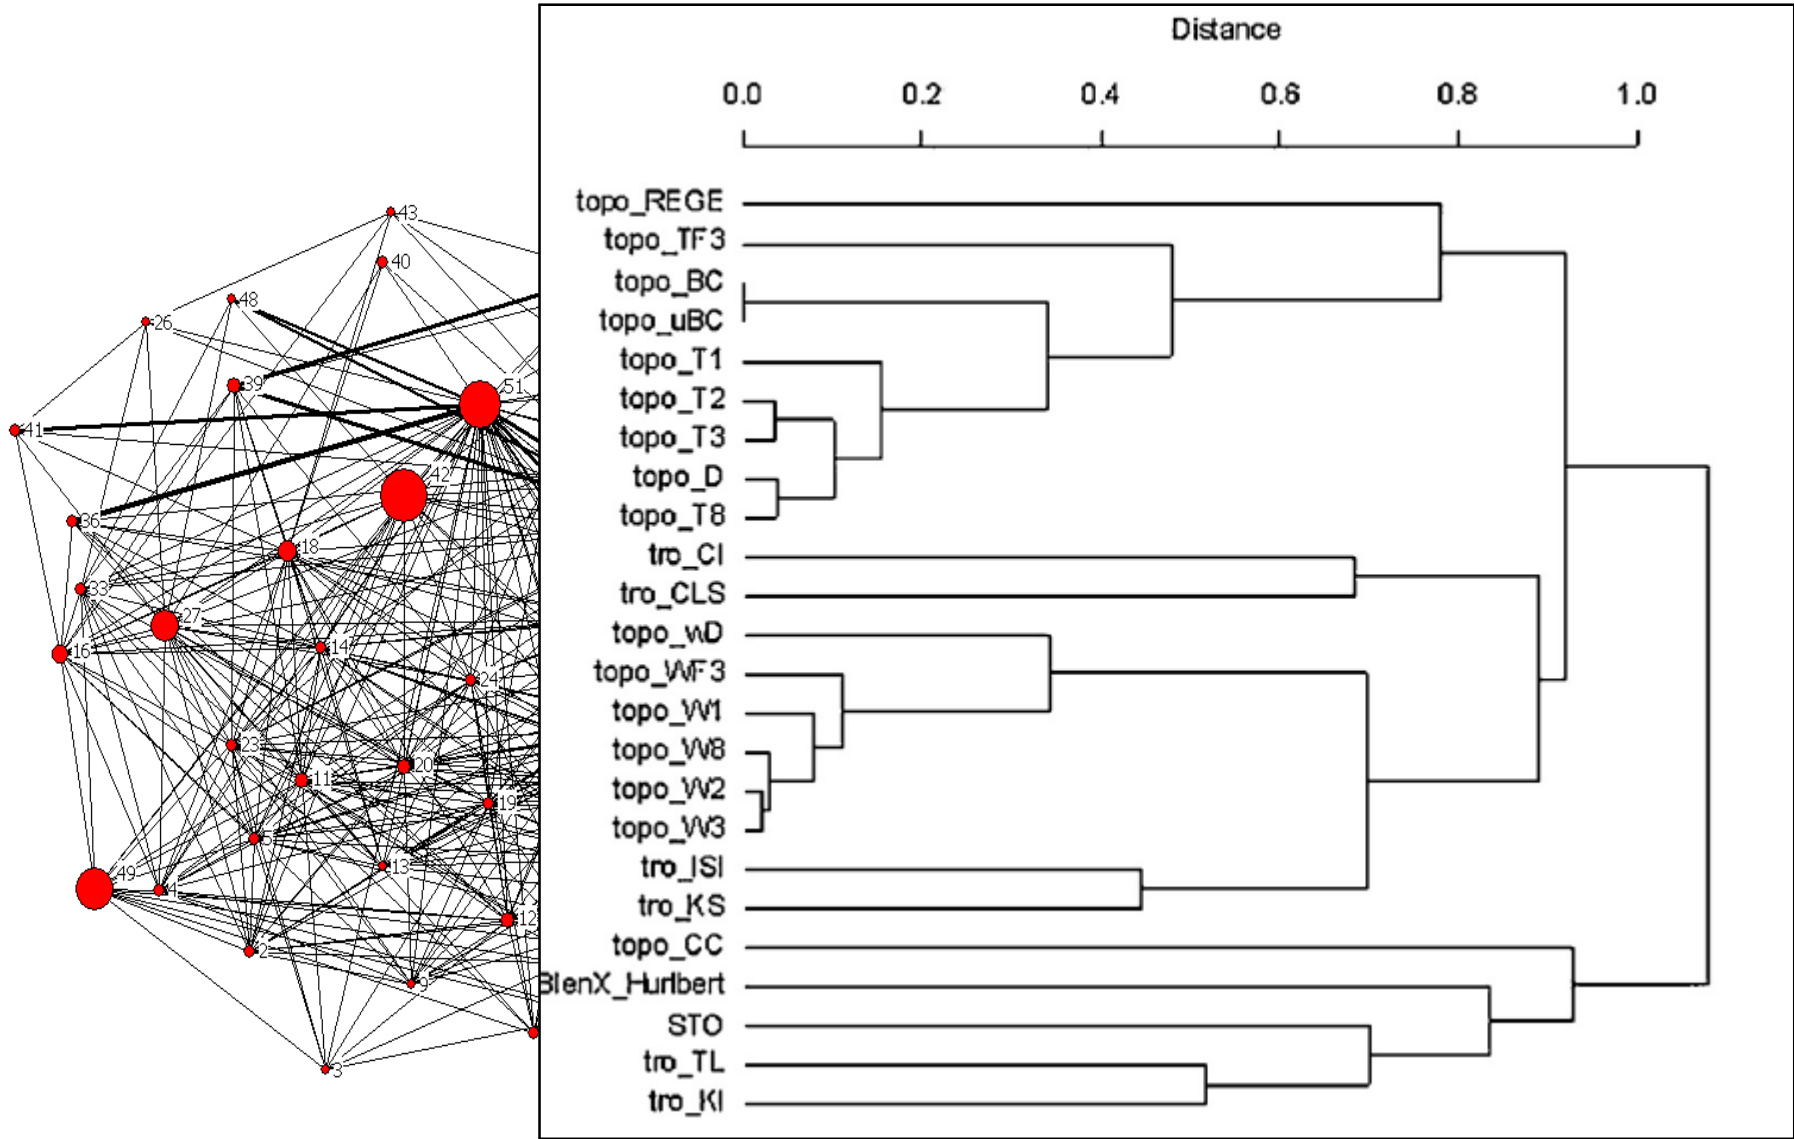 Distance
0.0 0.2 0.4 0.6 0.8 1.0
topo_REGE
topo_TF3
topo_BC
topo_uBC
topo_T1
topo_T2
topo_T3
topo_D
topo_T8
tro_CI
tro_CLS
topo_wD
topo_WF3
topo_W1
topo_W8
topo_W2
topo_W3
tro_ISI
tro_KS
topo_CC
BlenX_Hurlbert
STO
tro_TL
tro_KI
43
40
48
26
39
51
41
42
36
18
33
27
14
16
24
23
20
11
19
5
13
49
4
12
2
9
3